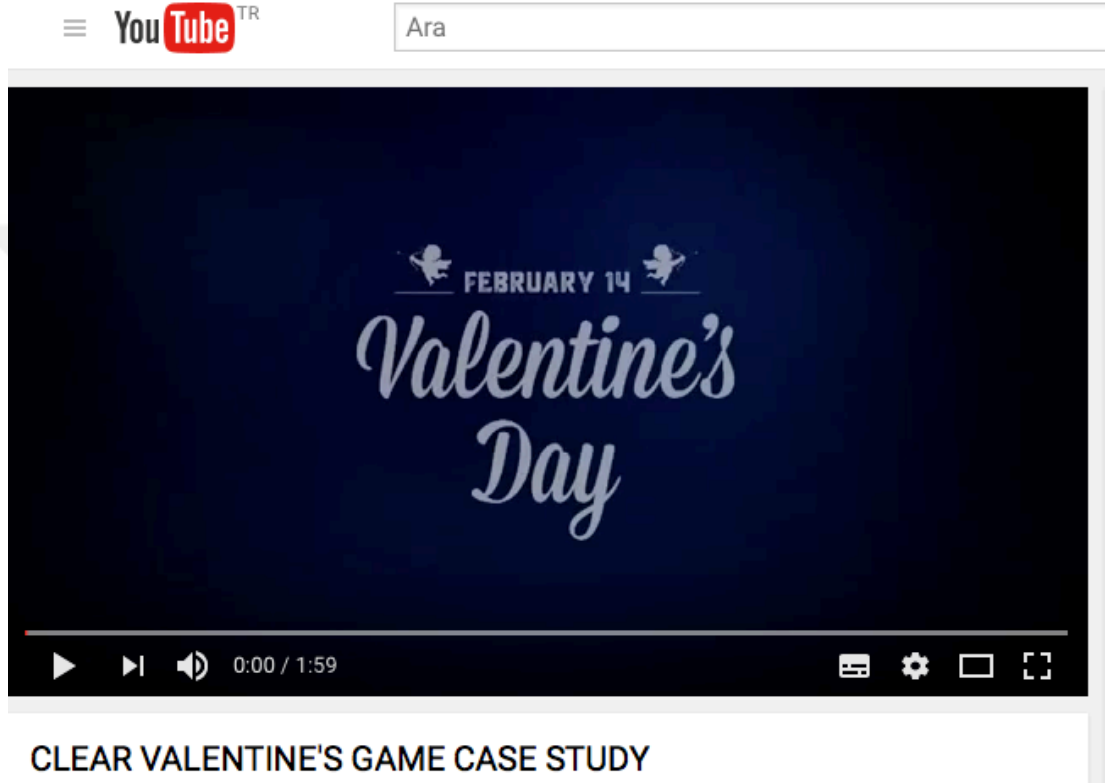 YouTube TR
Ara
FEBRUARY 14
Valentine's
Day
0:00 / 1:59
CLEAR VALENTINE'S GAME CASE STUDY